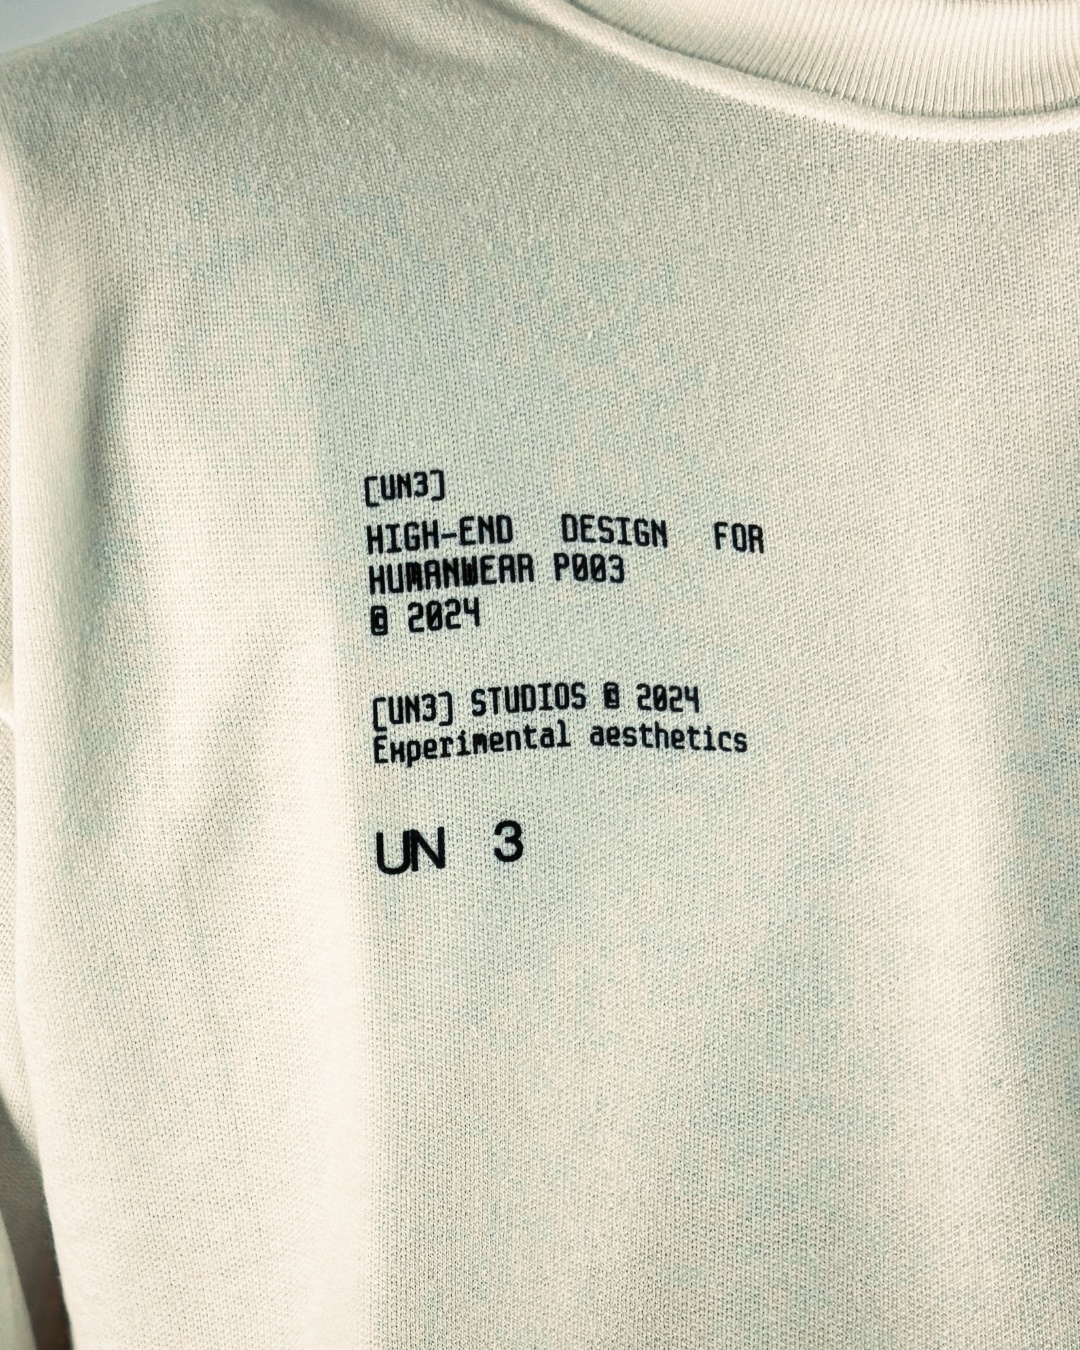 [UN3]
HIGH-END DESIGN FOR
HUMANWEAR P003
@ 2024
[UN3] STUDIOS @ 2024
Experimental aesthetics
UN 3